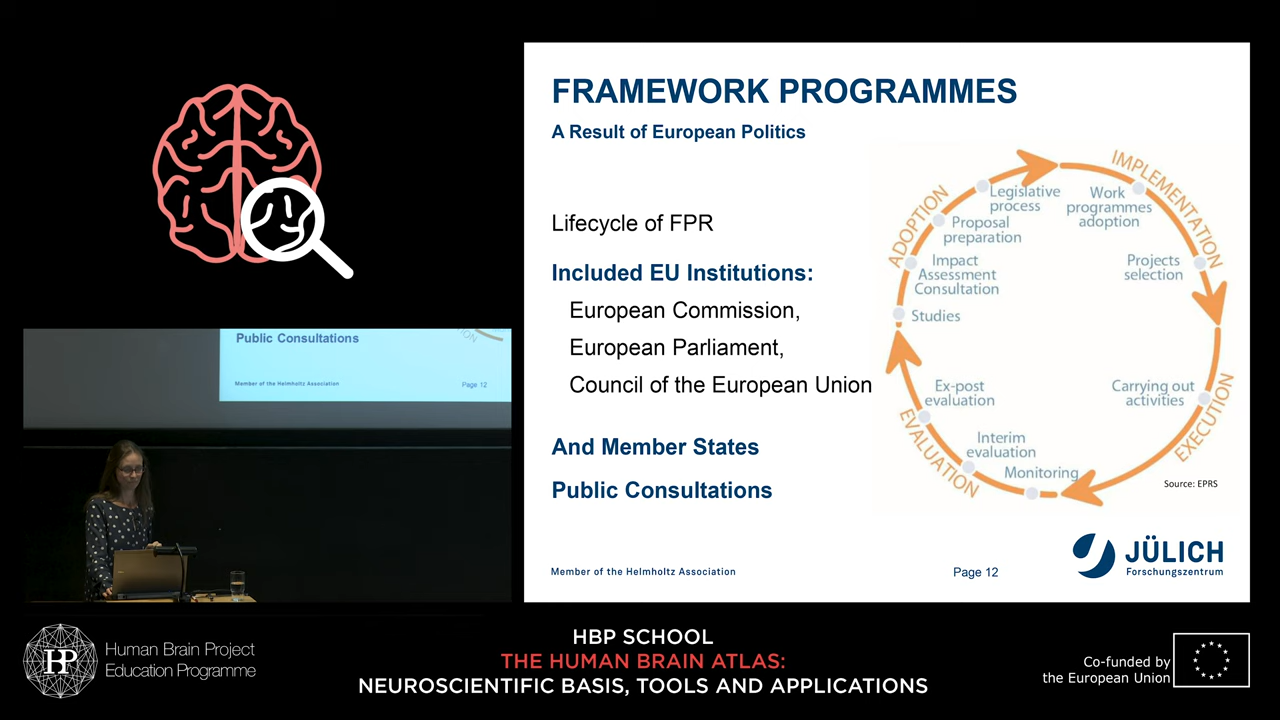 FRAMEWORK PROGRAMMES
A Result of European Politics
Lifecycle of FPR
Included EU Institutions:
European Commission,
European Parliament,
Council of the European Union
And Member States
Public Consultations
ADOPTION
Legislative
process
Proposal
preparation
Impact
Assessment
Consultation
Studies
IMPLEMENTATION
Work
programmes
adoption
Projects
selection
Carrying out
activities
EXECUTION
Ex-post
evaluation
Interim
evaluation
Monitoring
EVALUATION
Source: EPRS
Member of the Helmholtz Association
Page 12
JÜLICH
Forschungszentrum
Public Consultations
Member of the Helmholtz Association
Page 12
HBP
Human Brain Project
Education Programme
HBP SCHOOL
THE HUMAN BRAIN ATLAS:
NEUROSCIENTIFIC BASIS, TOOLS AND APPLICATIONS
Co-funded by
the European Union